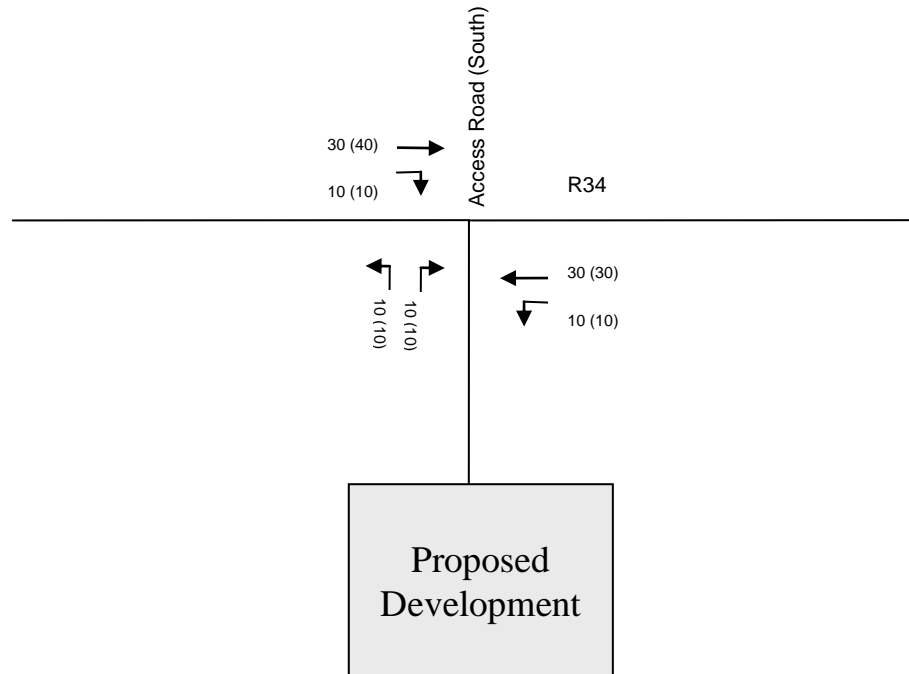 Access Road (South)
30 (40)
10 (10)
R34
10 (10)
10 (10)
30 (30)
10 (10)
Proposed
Development